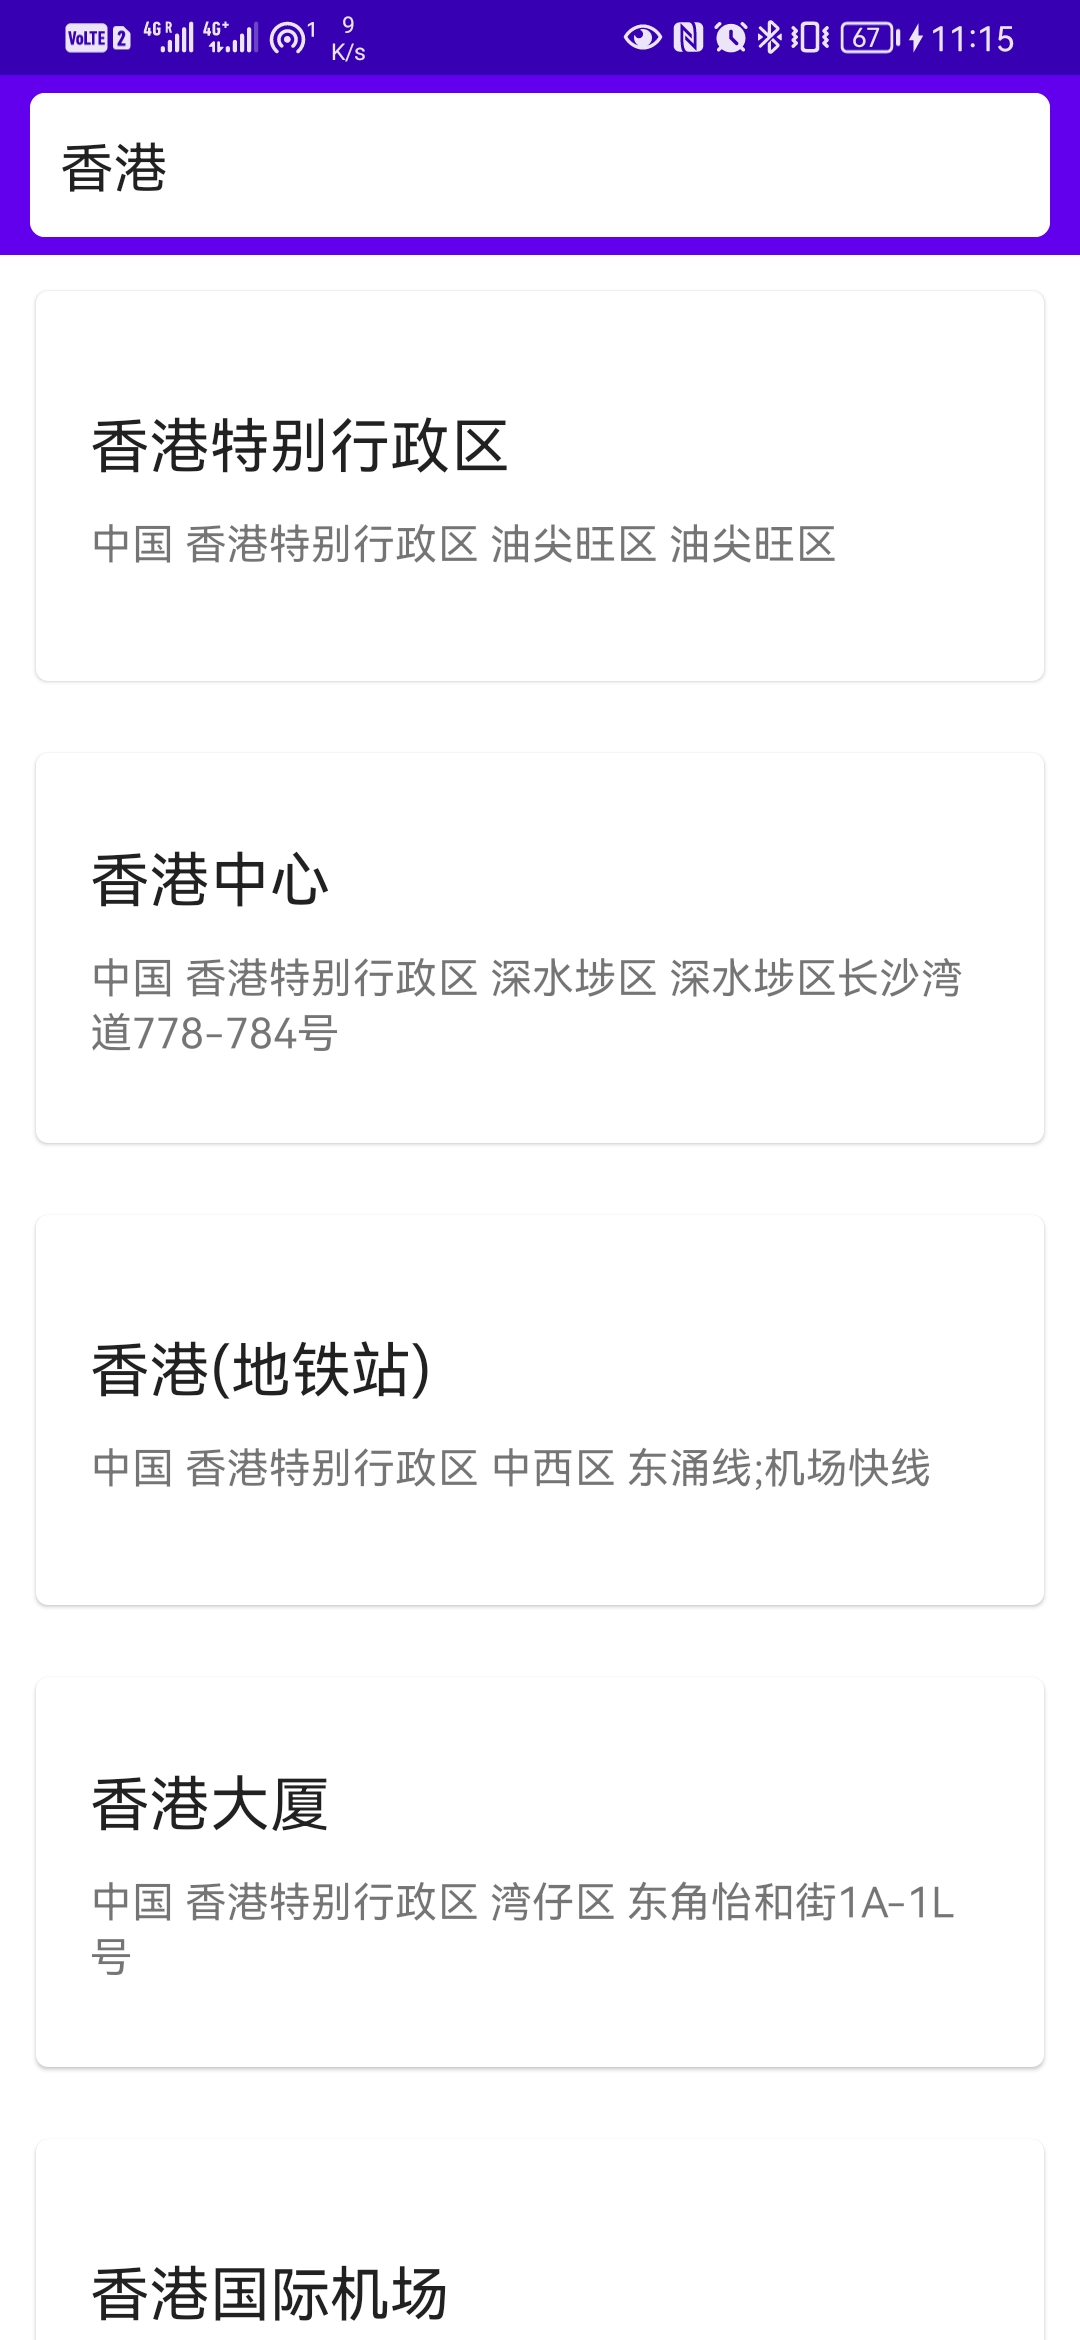 VoLTE 2 4G R 4G+ 1 9 K/s 67 11:15
香港
香港特别行政区
中国 香港特别行政区 油尖旺区 油尖旺区
香港中心
中国 香港特别行政区 深水埗区 深水埗区长沙湾
道778-784号
香港(地铁站)
中国 香港特别行政区 中西区 东涌线;机场快线
香港大厦
中国 香港特别行政区 湾仔区 东角怡和街1A-1L
号
香港国际机场